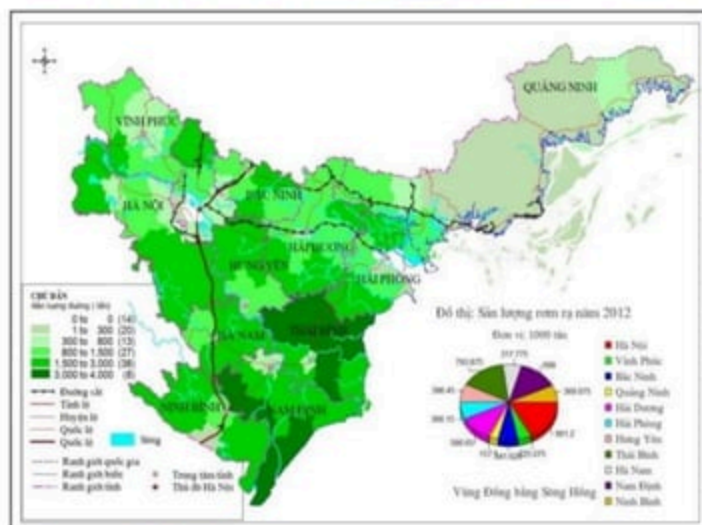 QUẢNG NINH
VĨNH PHÚC
HÀ NỘI
BẮC NINH
HẢI DƯƠNG
HƯNG YÊN
HẢI PHÒNG
HÀ NAM
THÁI BÌNH
NINH BÌNH
NAM ĐỊNH
CHÚ DẪN
0 to 0 (14)
1 to 300 (20)
300 to 800 (13)
800 to 1,500 (27)
1,500 to 3,000 (38)
3,000 to 4,000 (8)
Đường sắt
Tỉnh lộ
Huyện lộ
Quốc lộ
Quốc lộ
Sông
Ranh giới quốc gia
Ranh giới biển
Ranh giới tỉnh
Trung tâm tỉnh
Thủ đô Hà Nội
Đồ thị: Sản lượng rơm rạ năm 2012
Đơn vị: 1000 tấn
Hà Nội
Vĩnh Phúc
Bắc Ninh
Quảng Ninh
Hải Dương
Hải Phòng
Hưng Yên
Thái Bình
Hà Nam
Nam Định
Ninh Bình
Vùng Đồng bằng Sông Hồng